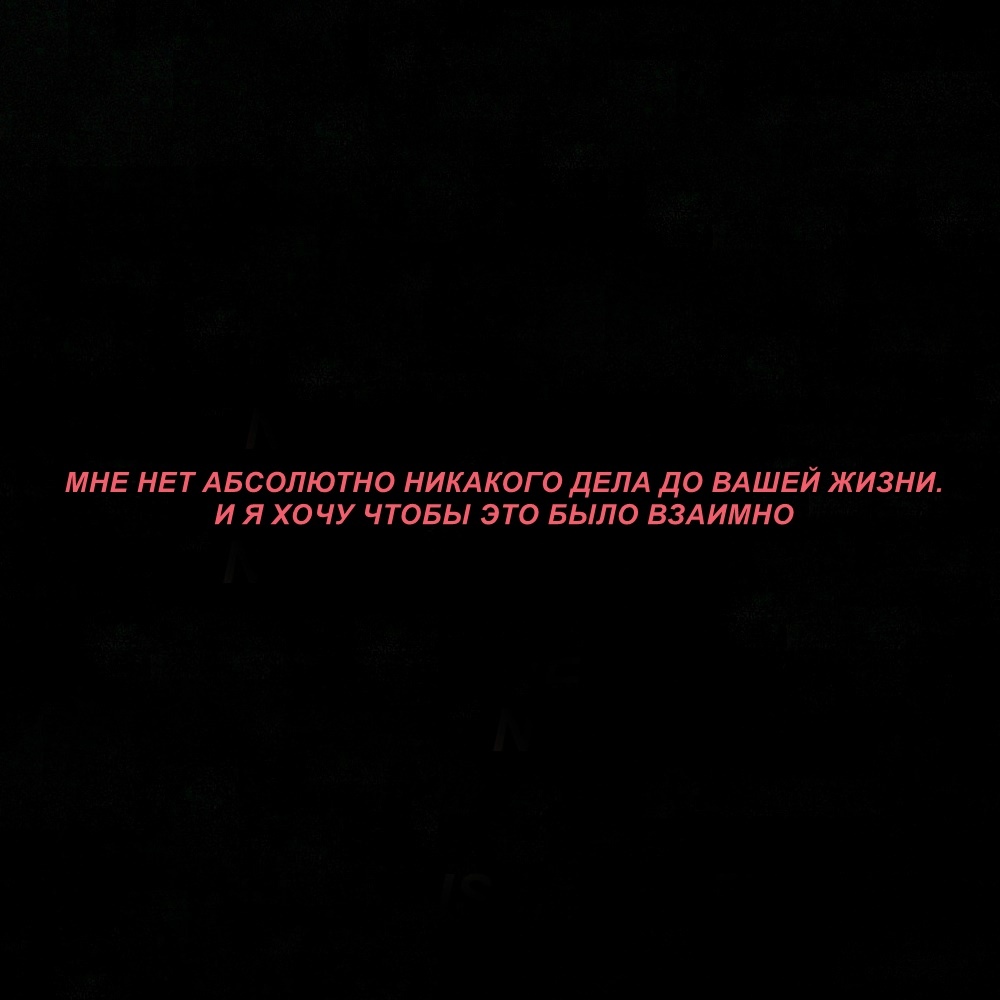 МНЕ НЕТ АБСОЛЮТНО НИКАКОГО ДЕЛА ДО ВАШЕЙ ЖИЗНИ.
И Я ХОЧУ ЧТОБЫ ЭТО БЫЛО ВЗАИМНО